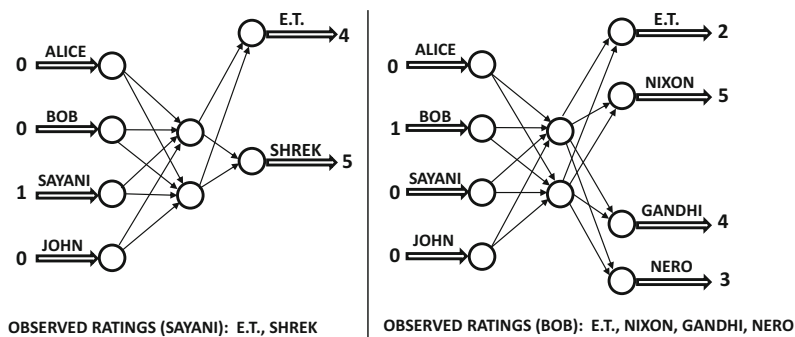 E.T.
4
ALICE
0
BOB
0
SHREK
5
SAYANI
1
JOHN
0
OBSERVED RATINGS (SAYANI): E.T., SHREK
E.T.
2
ALICE
0
NIXON
5
BOB
1
SAYANI
0
GANDHI
4
JOHN
0
NERO
3
OBSERVED RATINGS (BOB): E.T., NIXON, GANDHI, NERO